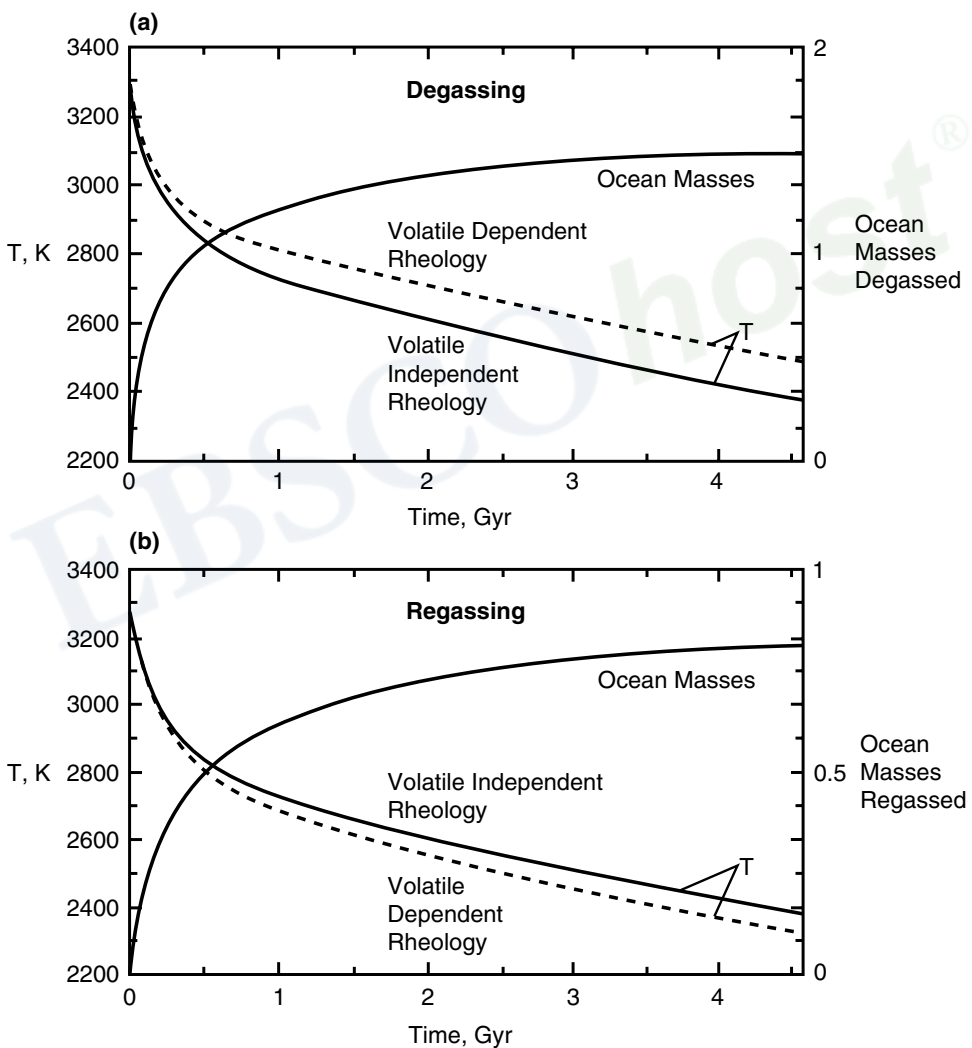 (a)
3400
3200
3000
2800
2600
2400
2200
T, K
Degassing
Ocean Masses
Volatile Dependent
Rheology
Volatile
Independent
Rheology
T
2
1
0
Ocean
Masses
Degassed
0 1 2 3 4
Time, Gyr
(b)
3400
3200
3000
2800
2600
2400
2200
T, K
Regassing
Ocean Masses
Volatile Independent
Rheology
Volatile
Dependent
Rheology
T
1
0.5
0
Ocean
Masses
Regassed
0 1 2 3 4
Time, Gyr
EBSCOhost®